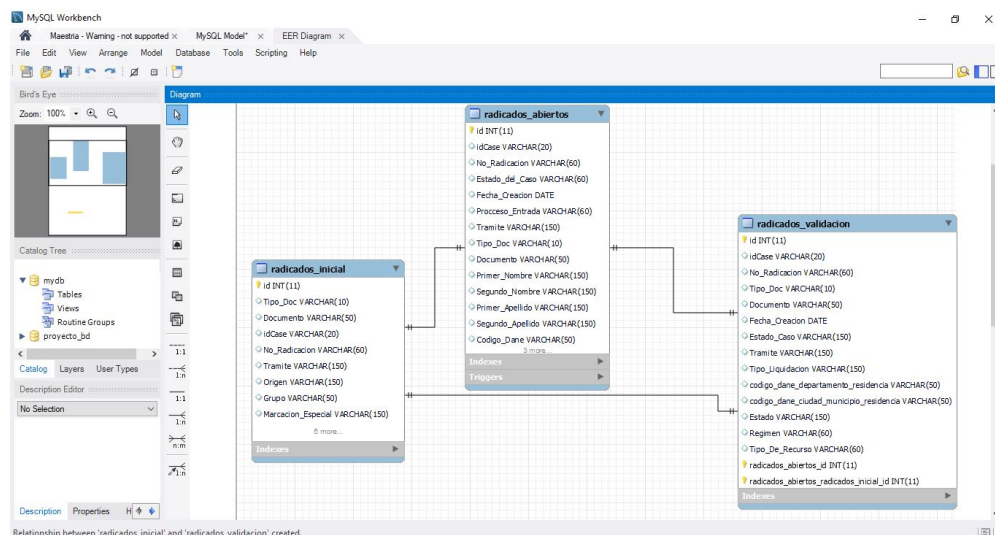 MySQL Workbench
Maestria - Warning - not supported × MySQL Model* × EER Diagram ×
File Edit View Arrange Model Database Tools Scripting Help
Bird's Eye
Zoom: 100%
Catalog Tree
mydb
Tables
Views
Routine Groups
proyecto_bd
Catalog Layers User Types
Description Editor
No Selection
Description Properties H
Diagram
1:1
1:n
1:1
1:n
n:m
1:n
radicados_inicial
id INT(11)
Tipo_Doc VARCHAR(10)
Documento VARCHAR(50)
idCase VARCHAR(20)
No_Radicacion VARCHAR(60)
Tramite VARCHAR(150)
Origen VARCHAR(150)
Grupo VARCHAR(50)
Marcacion_Especial VARCHAR(150)
6 more...
Indexes
radicados_abiertos
id INT(11)
idCase VARCHAR(20)
No_Radicacion VARCHAR(60)
Estado_del_Caso VARCHAR(60)
Fecha_Creacion DATE
Procceso_Entrada VARCHAR(60)
Tramite VARCHAR(150)
Tipo_Doc VARCHAR(10)
Documento VARCHAR(50)
Primer_Nombre VARCHAR(150)
Segundo_Nombre VARCHAR(150)
Primer_Apellido VARCHAR(150)
Segundo_Apellido VARCHAR(150)
Codigo_Dane VARCHAR(50)
3 more...
Indexes
Triggers
radicados_validacion
id INT(11)
idCase VARCHAR(20)
No_Radicacion VARCHAR(60)
Tipo_Doc VARCHAR(10)
Documento VARCHAR(50)
Fecha_Creacion DATE
Estado_Caso VARCHAR(150)
Tramite VARCHAR(150)
Tipo_Liquidacion VARCHAR(150)
codigo_dane_departamento_residencia VARCHAR(50)
codigo_dane_ciudad_municipio_residencia VARCHAR(50)
Estado VARCHAR(150)
Regimen VARCHAR(60)
Tipo_De_Recurso VARCHAR(60)
radicados_abiertos_id INT(11)
radicados_abiertos_radicados_inicial_id INT(11)
Indexes
Relationship between 'radicados_inicial' and 'radicados_validacion' created.